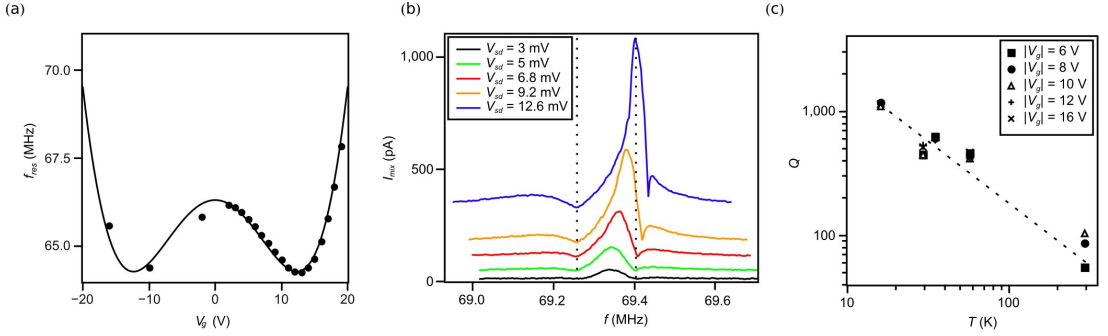 (a)
70.0
67.5
65.0
f_res (MHz)
−20
−10
0
10
20
V_g (V)
(b)
V_sd = 3 mV
V_sd = 5 mV
V_sd = 6.8 mV
V_sd = 9.2 mV
V_sd = 12.6 mV
1,000
500
0
I_mix (pA)
69.0
69.2
69.4
69.6
f (MHz)
(c)
|V_g| = 6 V
|V_g| = 8 V
|V_g| = 10 V
|V_g| = 12 V
|V_g| = 16 V
1,000
100
Q
10
100
T (K)